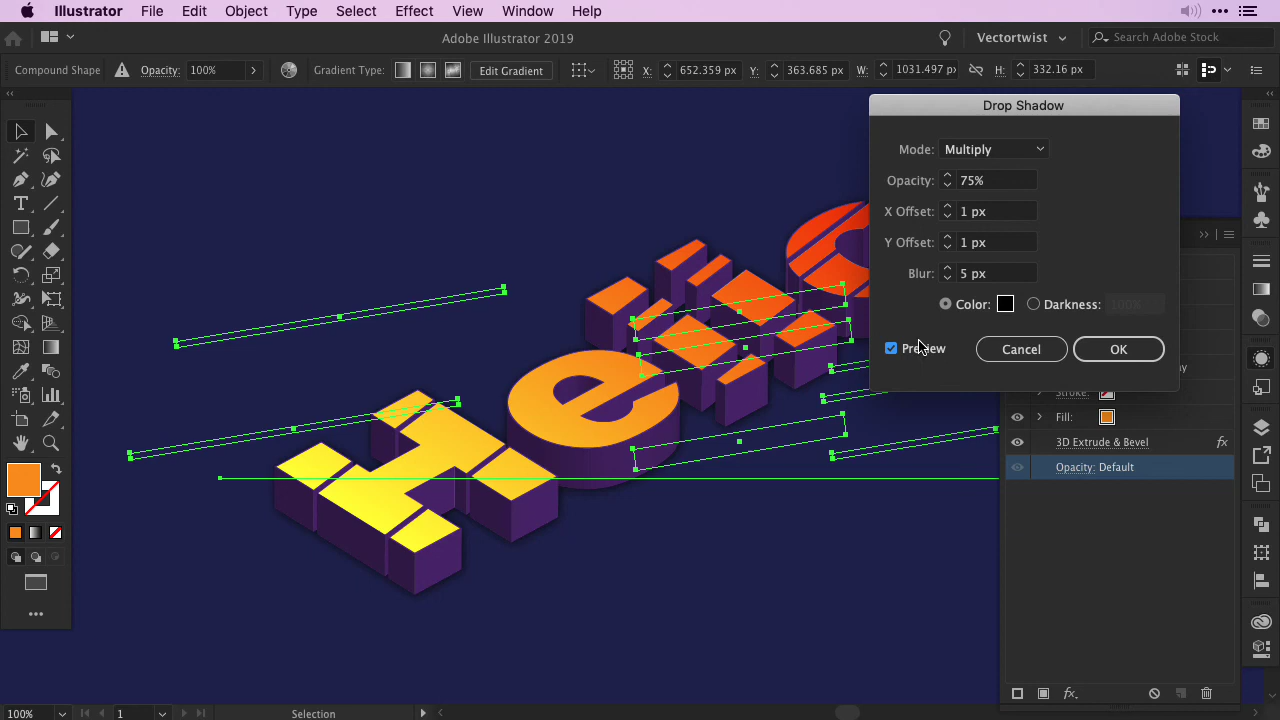 Illustrator File Edit Object Type Select Effect View Window Help
Adobe Illustrator 2019
Vectortwist
Search Adobe Stock
Compound Shape
Opacity: 100%
Gradient Type:
Edit Gradient
X: 652.359 px
Y: 363.685 px
W: 1031.497 px
H: 332.16 px
Drop Shadow
Mode: Multiply
Opacity: 75%
X Offset: 1 px
Y Offset: 1 px
Blur: 5 px
Color:
Darkness: 100%
Preview
Cancel
OK
Stroke:
Fill:
3D Extrude & Bevel fx
Opacity: Default
fx
100%
1
Selection